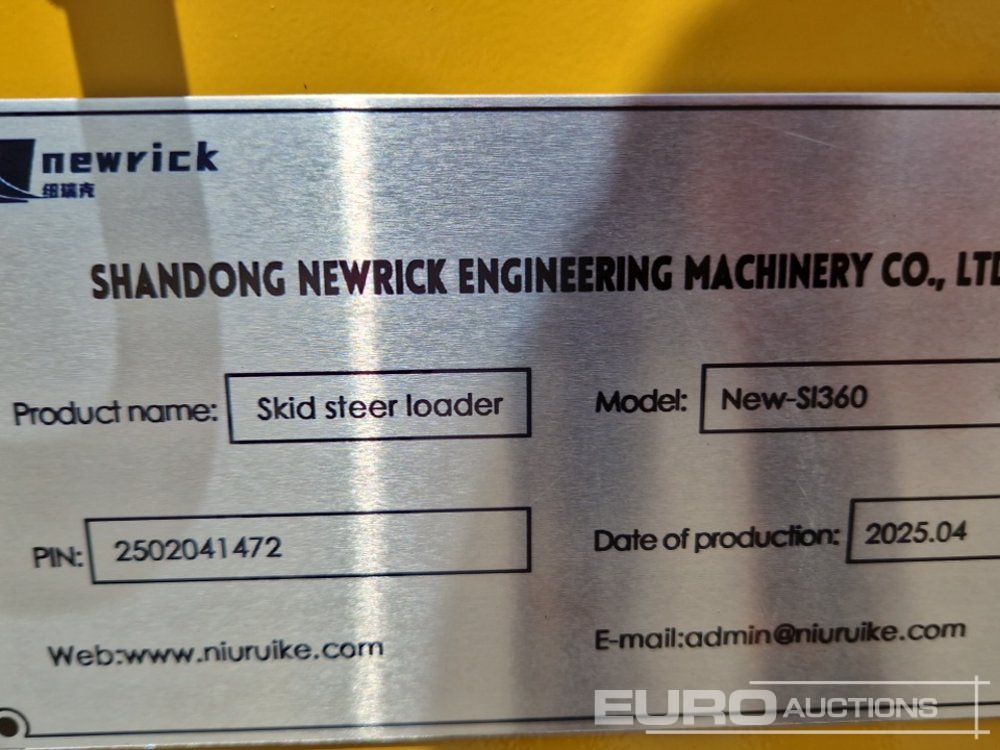 newrick
纽瑞克
SHANDONG NEWRICK ENGINEERING MACHINERY CO., LTD
Product name: Skid steer loader
Model: New-Sl360
PIN: 2502041472
Date of production: 2025.04
Web:www.niuruike.com
E-mail:admin@niuruike.com
EURO AUCTIONS